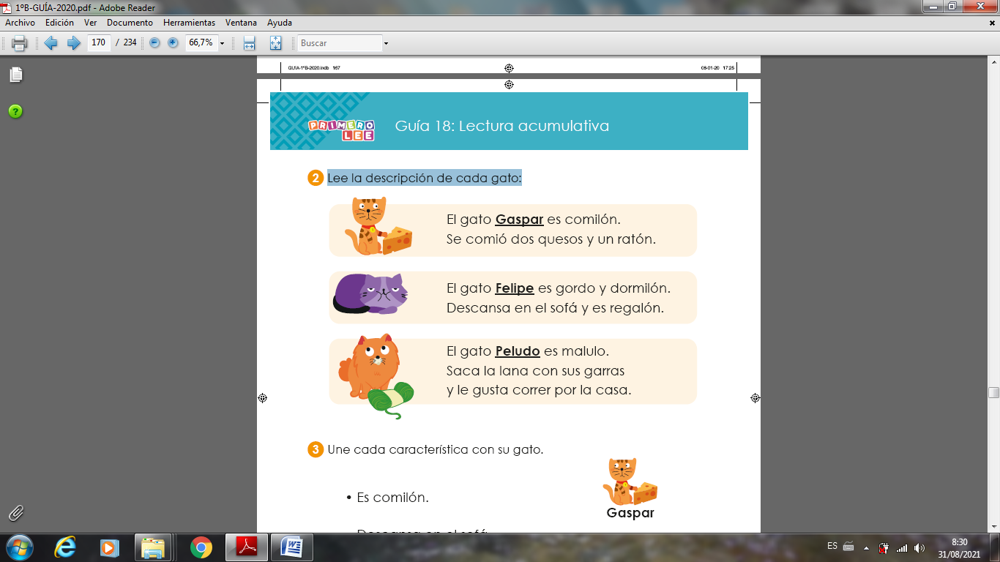 1ºB-GUÍA-2020.pdf - Adobe Reader
Archivo Edición Ver Documento Herramientas Ventana Ayuda
170 / 234 66,7% Buscar
GUIA-1ºB-2020.indb 167 08-01-20 17:25
PRIMERO
LEE
Guía 18: Lectura acumulativa
2 Lee la descripción de cada gato:
El gato Gaspar es comilón.
Se comió dos quesos y un ratón.
El gato Felipe es gordo y dormilón.
Descansa en el sofá y es regalón.
El gato Peludo es malulo.
Saca la lana con sus garras
y le gusta correr por la casa.
3 Une cada característica con su gato.
• Es comilón.
Gaspar
Descansa en el sofá
ES 8:30
31/08/2021